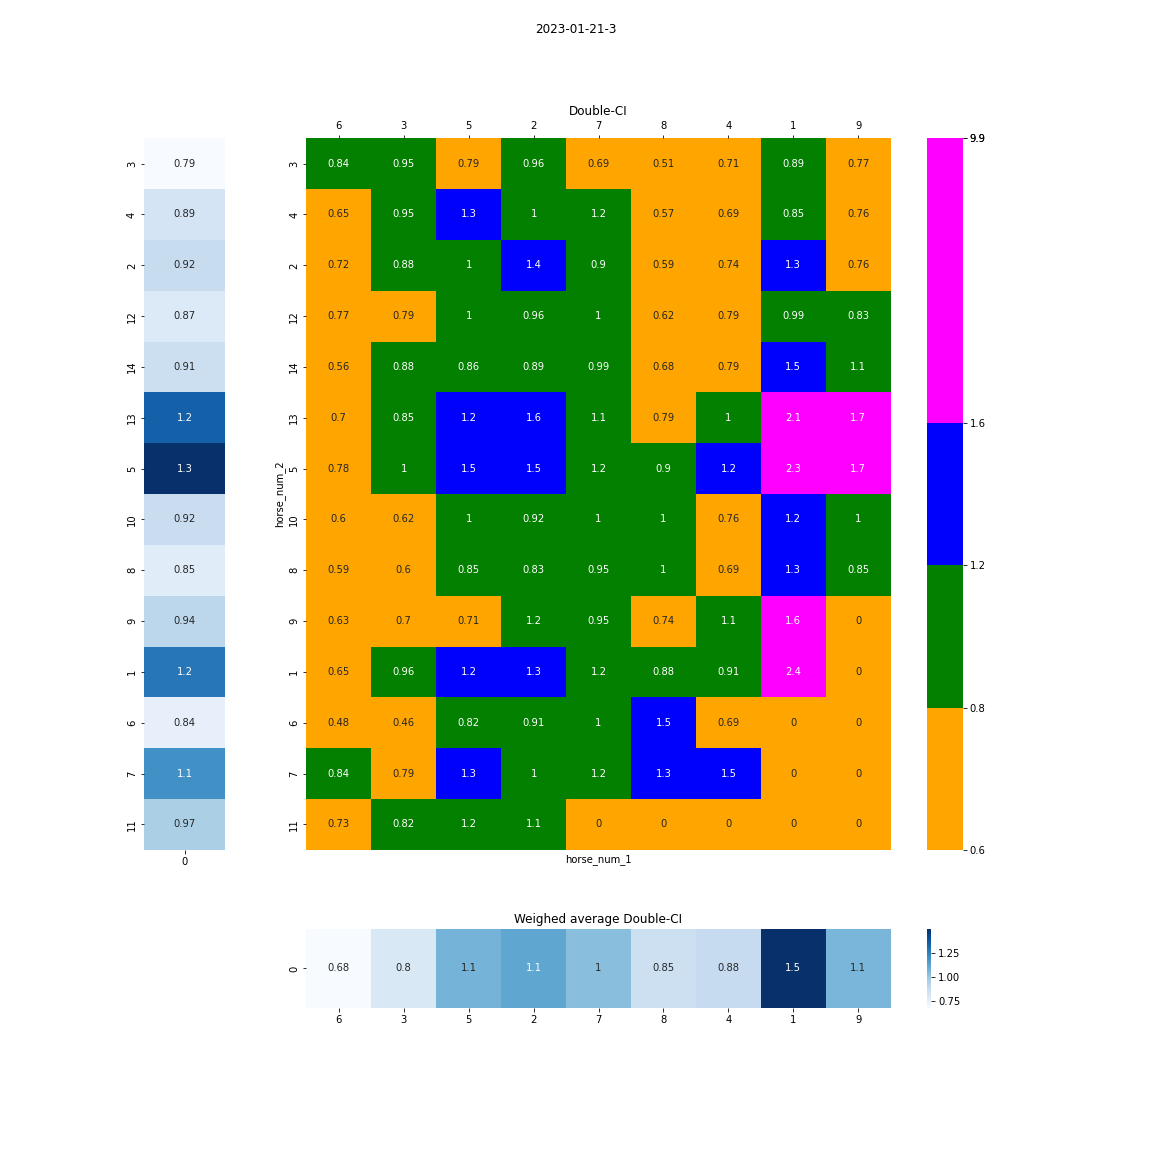 2023-01-21-3
Double-CI
6 3 5 2 7 8 4 1 9
9.9
3 0.79 3 0.84 0.95 0.79 0.96 0.69 0.51 0.71 0.89 0.77
4 0.89 4 0.65 0.95 1.3 1 1.2 0.57 0.69 0.85 0.76
2 0.92 2 0.72 0.88 1 1.4 0.9 0.59 0.74 1.3 0.76
12 0.87 12 0.77 0.79 1 0.96 1 0.62 0.79 0.99 0.83
14 0.91 14 0.56 0.88 0.86 0.89 0.99 0.68 0.79 1.5 1.1
13 1.2 13 0.7 0.85 1.2 1.6 1.1 0.79 1 2.1 1.7
1.6
5 1.3 5 0.78 1 1.5 1.5 1.2 0.9 1.2 2.3 1.7
horse_num_2
10 0.92 10 0.6 0.62 1 0.92 1 1 0.76 1.2 1
1.2
8 0.85 8 0.59 0.6 0.85 0.83 0.95 1 0.69 1.3 0.85
9 0.94 9 0.63 0.7 0.71 1.2 0.95 0.74 1.1 1.6 0
1 1.2 1 0.65 0.96 1.2 1.3 1.2 0.88 0.91 2.4 0
0.8
6 0.84 6 0.48 0.46 0.82 0.91 1 1.5 0.69 0 0
7 1.1 7 0.84 0.79 1.3 1 1.2 1.3 1.5 0 0
11 0.97 11 0.73 0.82 1.2 1.1 0 0 0 0 0
0.6
0
horse_num_1
Weighed average Double-CI
0 0.68 0.8 1.1 1.1 1 0.85 0.88 1.5 1.1
1.25
1.00
0.75
6 3 5 2 7 8 4 1 9